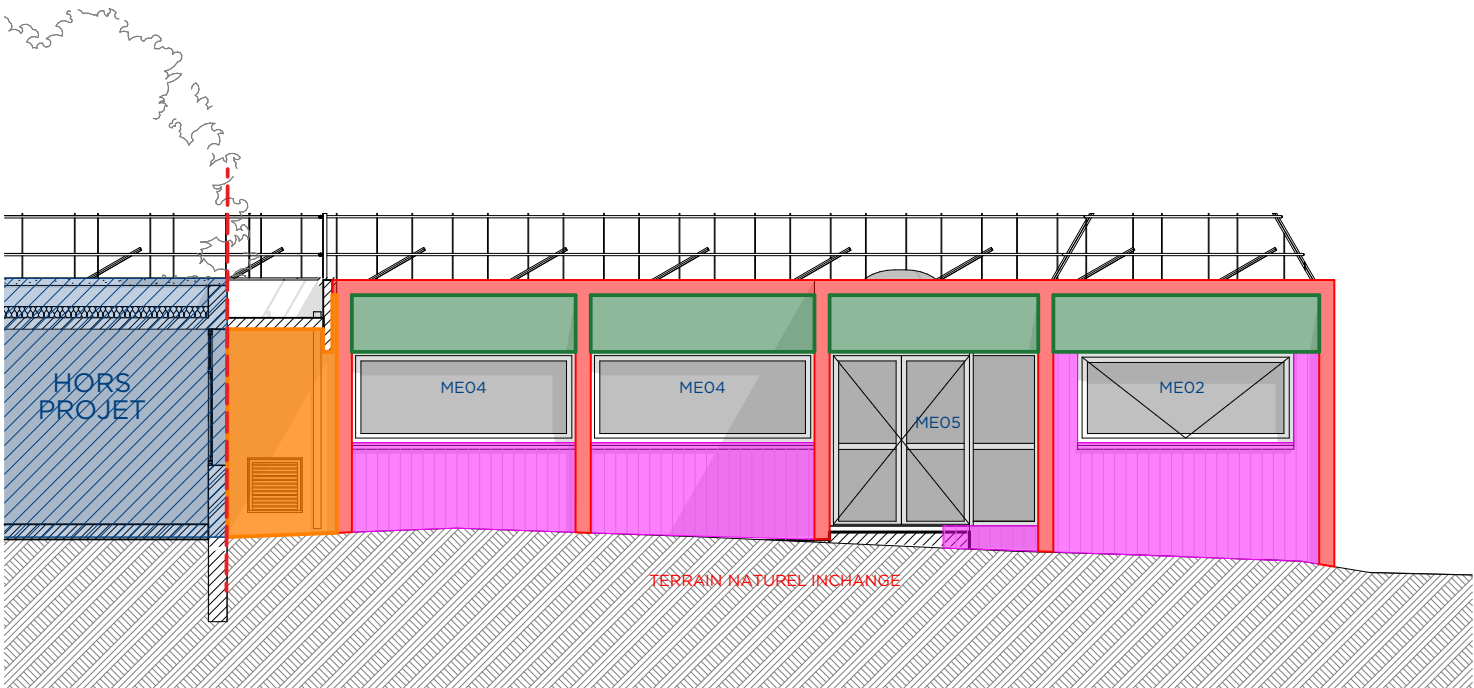 HORS
PROJET
ME04
ME04
ME05
ME02
TERRAIN NATUREL INCHANGE